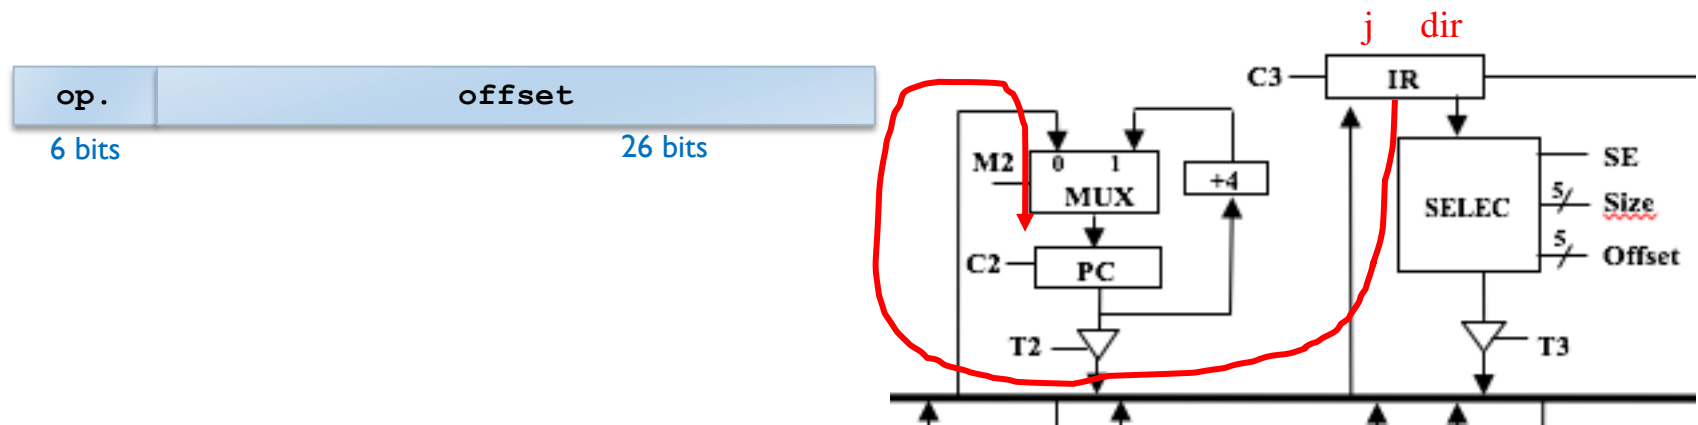 op. offset
6 bits 26 bits
j dir
C3 IR
M2 0 1 +4
MUX
SE
SELEC 5 Size
5 Offset
C2 PC
T2 T3